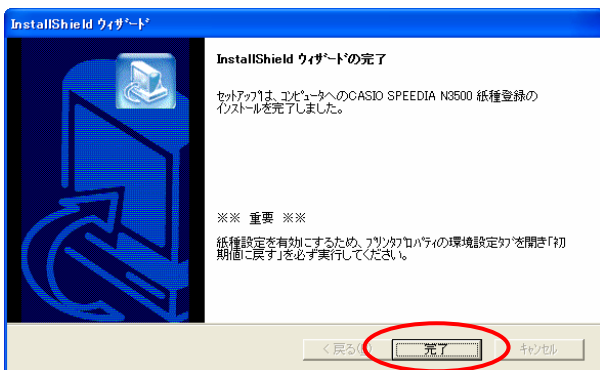 InstallShield ウィザード
InstallShield ウィザードの完了
セットアップは、コンピュータへのCASIO SPEEDIA N3500 紙種登録の
インストールを完了しました。
※※ 重要 ※※
紙種設定を有効にするため、プリンタプロパティの環境設定タブを開き「初
期値に戻す」を必ず実行してください。
< 戻る(
完了
キャンセル